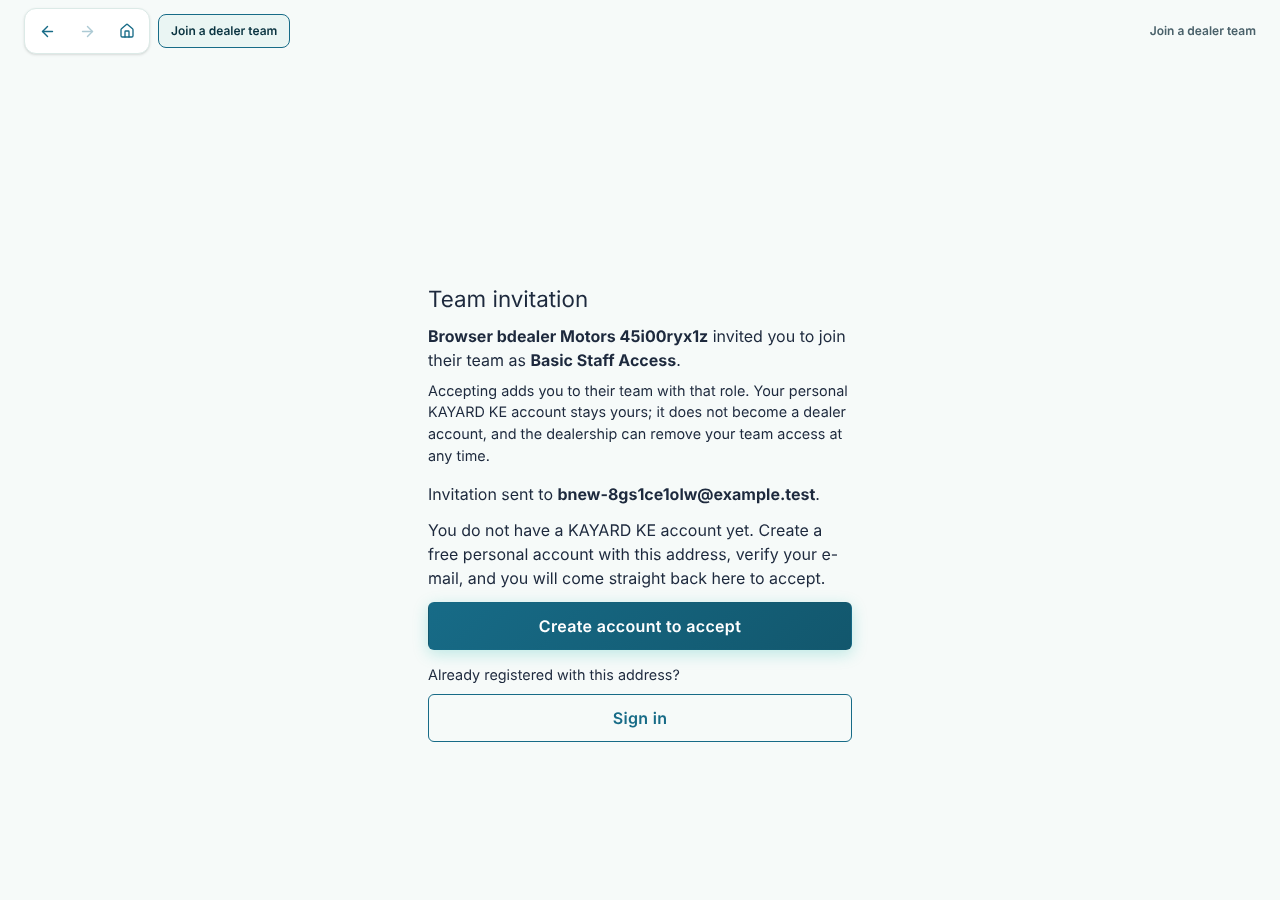 Join a dealer team
Join a dealer team
Team invitation
Browser bdealer Motors 45i00ryx1z invited you to join
their team as Basic Staff Access.
Accepting adds you to their team with that role. Your personal
KAYARD KE account stays yours; it does not become a dealer
account, and the dealership can remove your team access at
any time.
Invitation sent to bnew-8gs1ce1olw@example.test.
You do not have a KAYARD KE account yet. Create a
free personal account with this address, verify your e-
mail, and you will come straight back here to accept.
Create account to accept
Already registered with this address?
Sign in